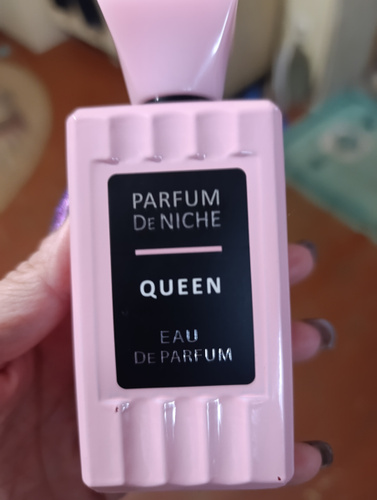 PARFUM
DE NICHE
QUEEN
EAU
DE PARFUM